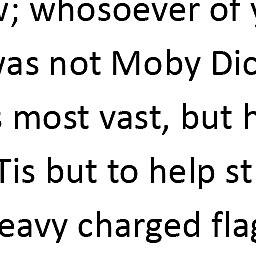 ; whosoever of
was not Moby Dic
most vast, but h
Tis but to help st
eavy charged flag